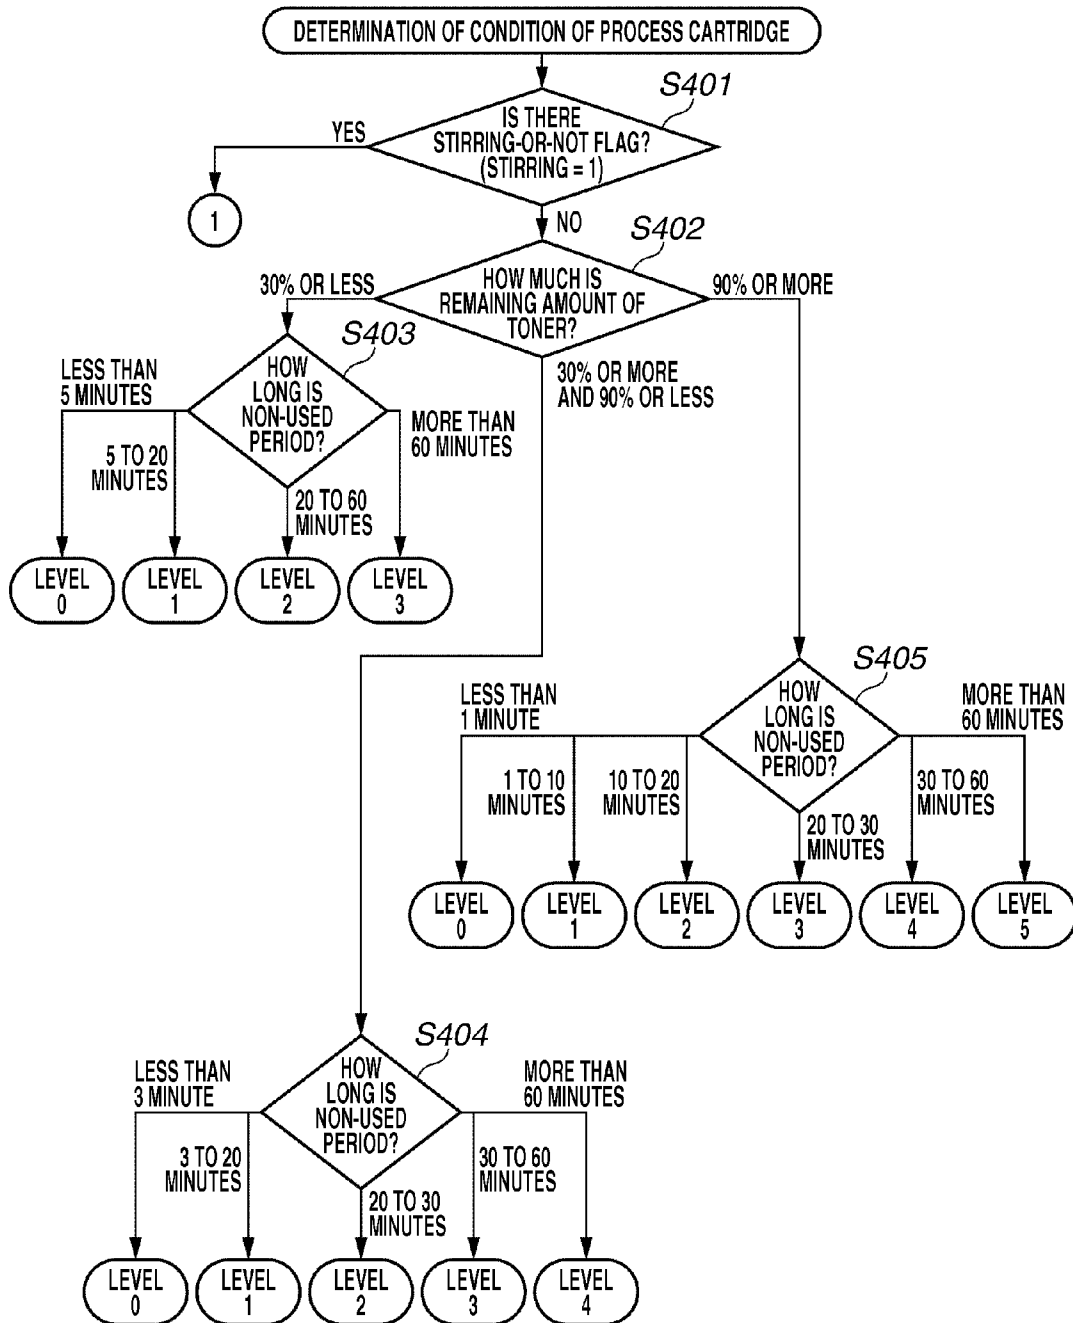 DETERMINATION OF CONDITION OF PROCESS CARTRIDGE
S401
IS THERE
STIRRING-OR-NOT FLAG?
(STIRRING = 1)
YES
1
NO
S402
HOW MUCH IS
REMAINING AMOUNT OF
TONER?
30% OR LESS
90% OR MORE
30% OR MORE
AND 90% OR LESS
S403
HOW
LONG IS
NON-USED
PERIOD?
LESS THAN
5 MINUTES
5 TO 20
MINUTES
20 TO 60
MINUTES
MORE THAN
60 MINUTES
LEVEL
0
LEVEL
1
LEVEL
2
LEVEL
3
S405
HOW
LONG IS
NON-USED
PERIOD?
LESS THAN
1 MINUTE
1 TO 10
MINUTES
10 TO 20
MINUTES
20 TO 30
MINUTES
30 TO 60
MINUTES
MORE THAN
60 MINUTES
LEVEL
0
LEVEL
1
LEVEL
2
LEVEL
3
LEVEL
4
LEVEL
5
S404
HOW
LONG IS
NON-USED
PERIOD?
LESS THAN
3 MINUTE
3 TO 20
MINUTES
20 TO 30
MINUTES
30 TO 60
MINUTES
MORE THAN
60 MINUTES
LEVEL
0
LEVEL
1
LEVEL
2
LEVEL
3
LEVEL
4